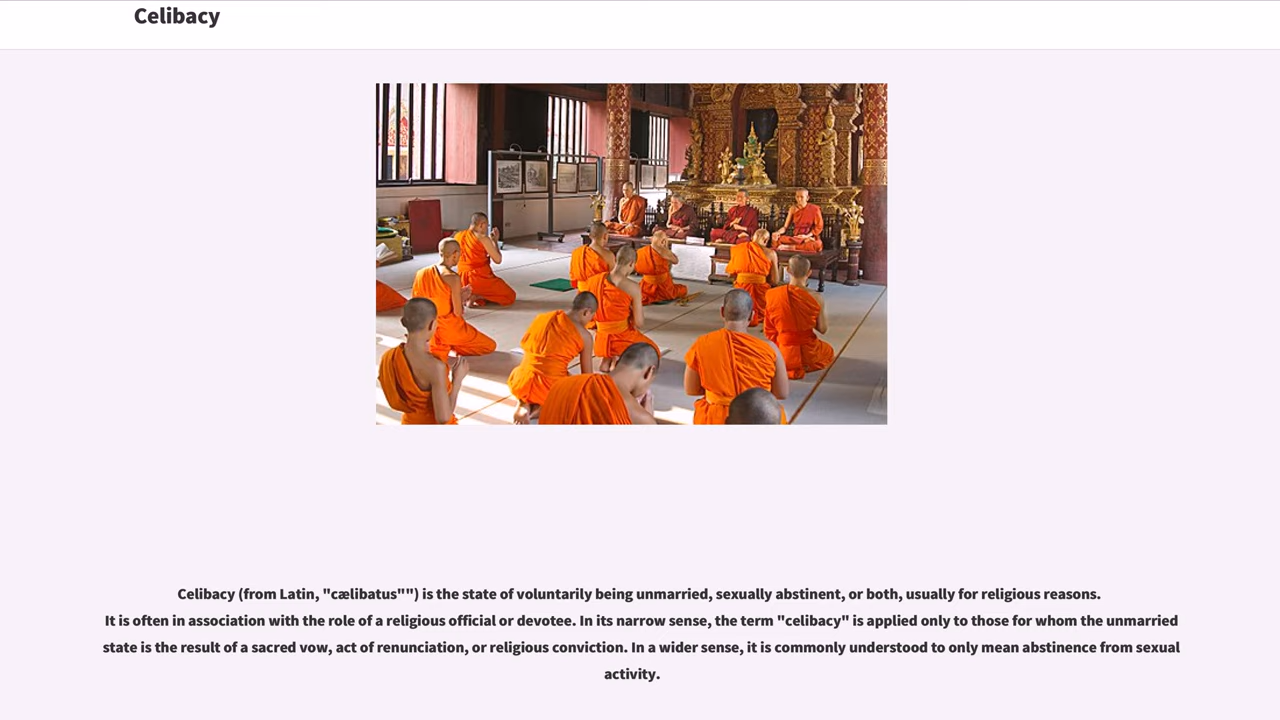 Celibacy
Celibacy (from Latin, "cælibatus"") is the state of voluntarily being unmarried, sexually abstinent, or both, usually for religious reasons.
It is often in association with the role of a religious official or devotee. In its narrow sense, the term "celibacy" is applied only to those for whom the unmarried
state is the result of a sacred vow, act of renunciation, or religious conviction. In a wider sense, it is commonly understood to only mean abstinence from sexual
activity.